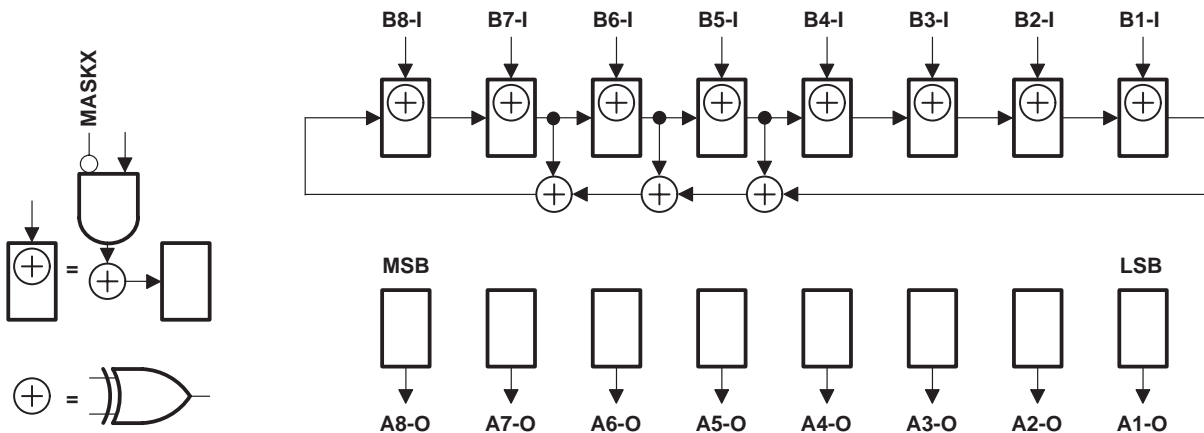 B8-I B7-I B6-I B5-I B4-I B3-I B2-I B1-I
MASKX
=
=
MSB LSB
A8-O A7-O A6-O A5-O A4-O A3-O A2-O A1-O